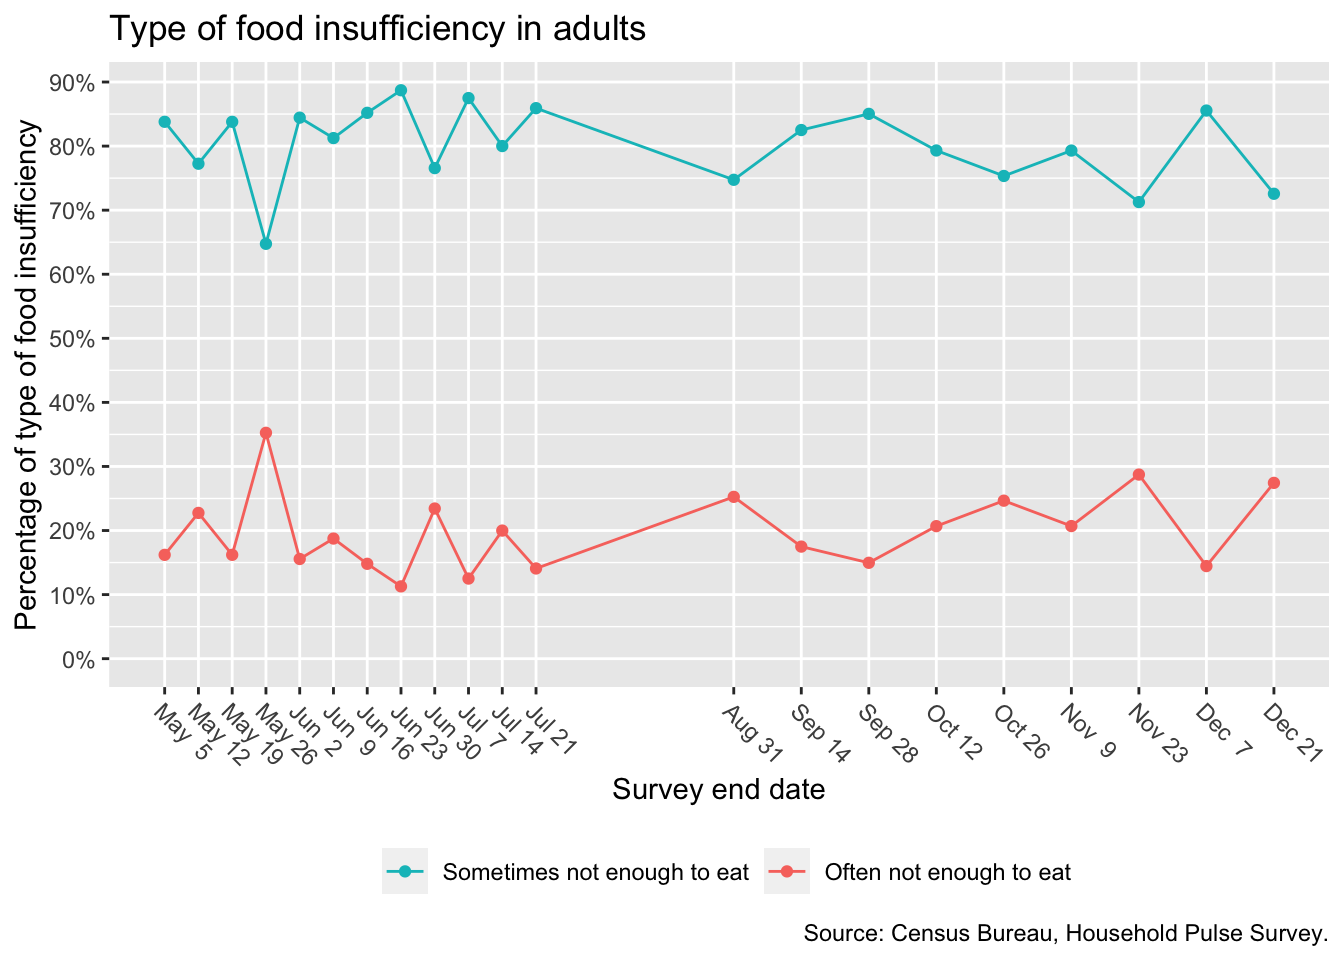 Type of food insufficiency in adults
Percentage of type of food insufficiency
90%
80%
70%
60%
50%
40%
30%
20%
10%
0%
May 5
May 12
May 19
May 26
Jun 2
Jun 9
Jun 16
Jun 23
Jun 30
Jul 7
Jul 14
Jul 21
Aug 31
Sep 14
Sep 28
Oct 12
Oct 26
Nov 9
Nov 23
Dec 7
Dec 21
Survey end date
Sometimes not enough to eat
Often not enough to eat
Source: Census Bureau, Household Pulse Survey.